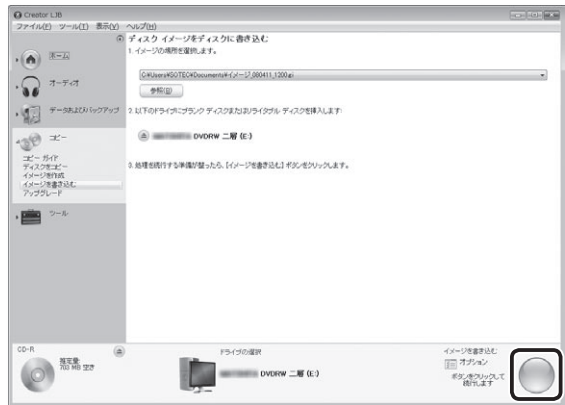 Creator LJB
ファイル(F) ツール(T) 表示(V) ヘルプ(H)
ホーム
オーディオ
データおよびバックアップ
コピー
コピー ガイド
ディスクをコピー
イメージを作成
イメージを書き込む
アップグレード
ツール
ディスク イメージをディスクに書き込む
1. イメージの場所を選択します。
C:¥Users¥SOTEC¥Documents¥イメージ_080411_1200.gi
参照(U)
2. 以下のドライブにブランク ディスクまたはリライタブル ディスクを挿入します:
DVDRW 二層 (E:)
3. 処理を続行する準備が整ったら、[イメージを書き込む] ボタンをクリックします。
CD-R
推定量:
703 MB 空き
ドライブの選択
DVDRW 二層 (E:)
イメージを書き込む
オプション
ボタンをクリックして
続行します